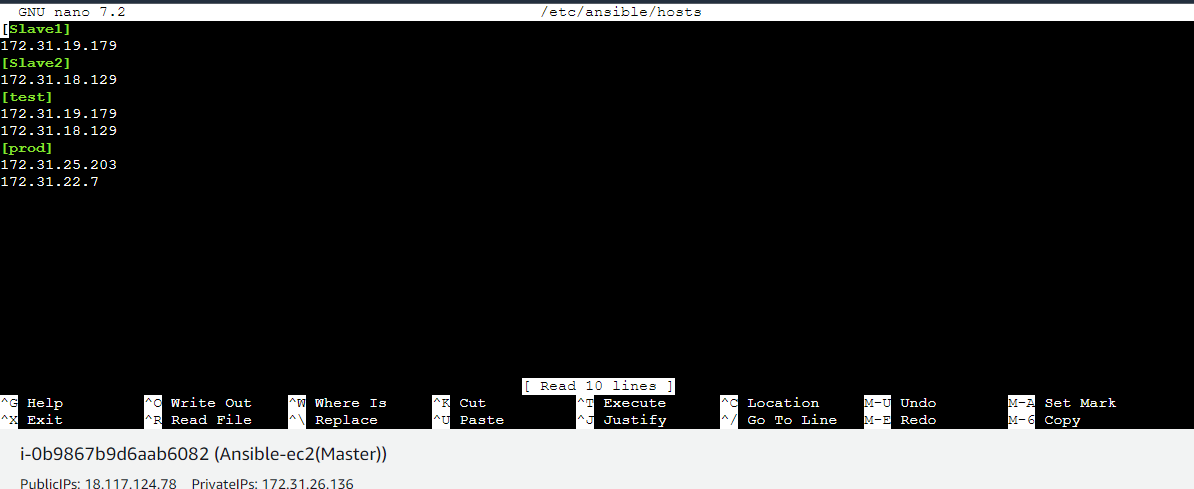 GNU nano 7.2 /etc/ansible/hosts
[Slave1]
172.31.19.179
[Slave2]
172.31.18.129
[test]
172.31.19.179
172.31.18.129
[prod]
172.31.25.203
172.31.22.7
[ Read 10 lines ]
^G Help ^O Write Out ^W Where Is ^K Cut ^T Execute ^C Location M-U Undo M-A Set Mark
^X Exit ^R Read File ^\ Replace ^U Paste ^J Justify ^/ Go To Line M-E Redo M-6 Copy
i-0b9867b9d6aab6082 (Ansible-ec2(Master))
PublicIPs: 18.117.124.78 PrivateIPs: 172.31.26.136